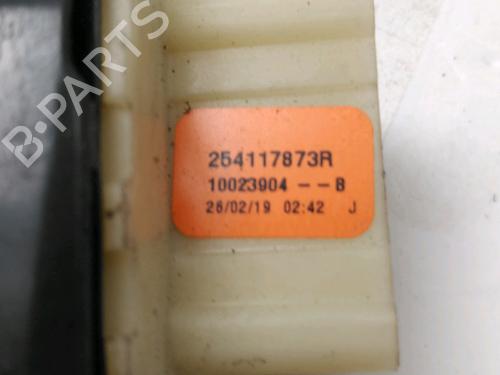 B-PARTS
254117873R
10023904 -- B
26/02/19 02:42 J